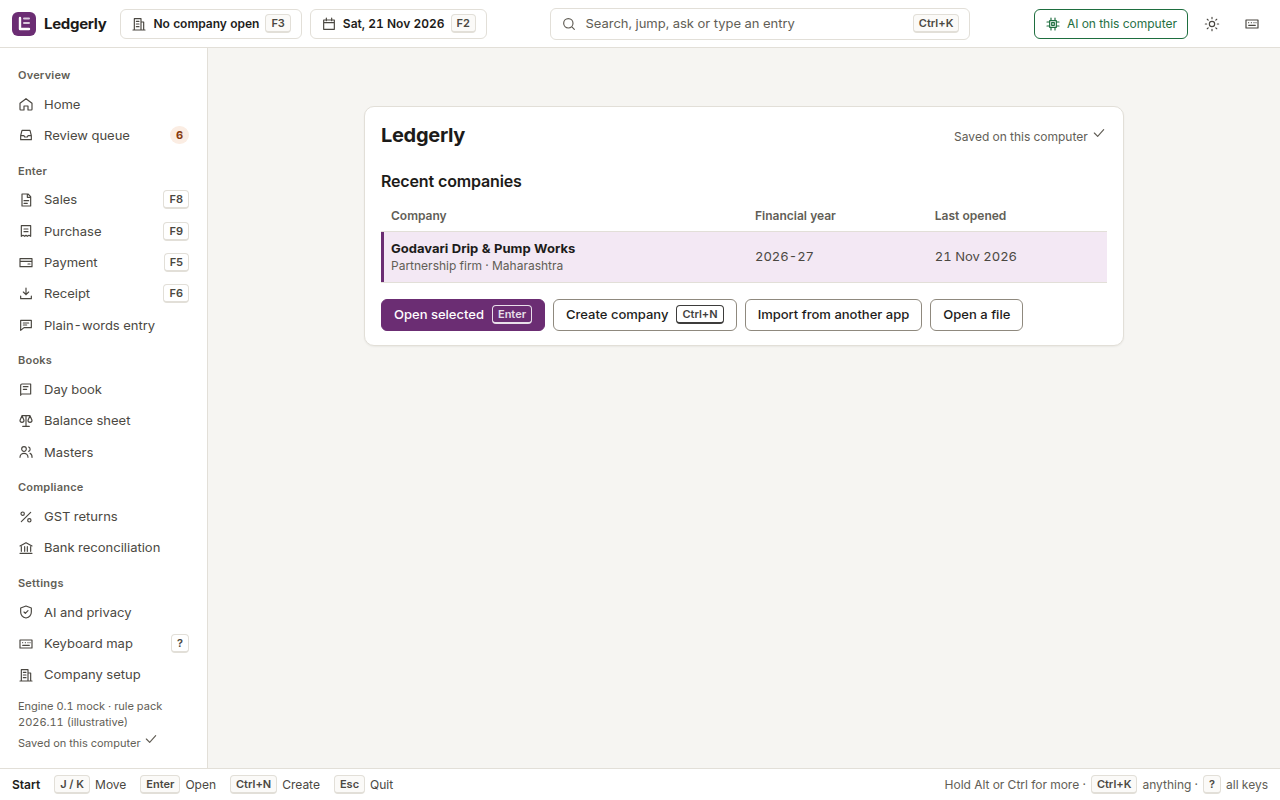 Ledgerly
No company open F3
Sat, 21 Nov 2026 F2
Search, jump, ask or type an entry Ctrl+K
AI on this computer
Overview
Home
Review queue 6
Enter
Sales F8
Purchase F9
Payment F5
Receipt F6
Plain-words entry
Books
Day book
Balance sheet
Masters
Compliance
GST returns
Bank reconciliation
Settings
AI and privacy
Keyboard map ?
Company setup
Engine 0.1 mock · rule pack
2026.11 (illustrative)
Saved on this computer
Ledgerly
Saved on this computer
Recent companies
Company Financial year Last opened
Godavari Drip & Pump Works
Partnership firm · Maharashtra
2026-27
21 Nov 2026
Open selected Enter
Create company Ctrl+N
Import from another app
Open a file
Start J / K Move Enter Open Ctrl+N Create Esc Quit
Hold Alt or Ctrl for more · Ctrl+K anything · ? all keys